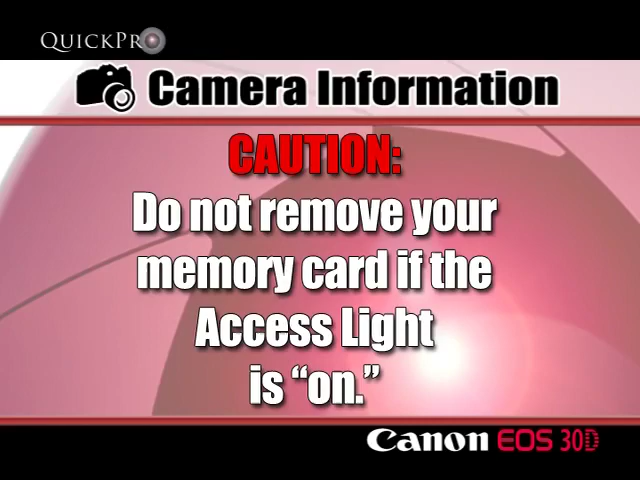 QUICKPRO
Camera Information
CAUTION:
Do not remove your
memory card if the
Access Light
is “on.”
Canon EOS 30D